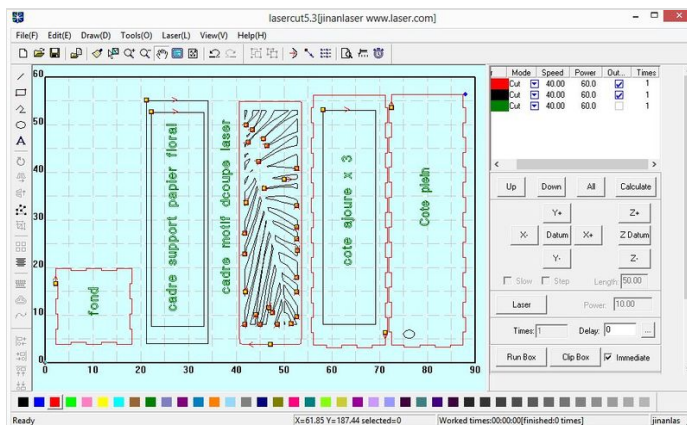 lasercut5.3[jinanlaser www.laser.com]
File(F) Edit(E) Draw(D) Tools(O) Laser(L) View(V) Help(H)
Mode Speed Power Out... Times
Cut 40.00 60.0 1
Cut 40.00 60.0 1
Cut 40.00 60.0 1
60
50
40
30
20
10
0
0 10 20 30 40 50 60 70 80 90
fond
cadre support papier floral
cadre motif dcoupe laser
cote ajoure x 3
Cote plein
Up Down All Calculate
Y+ Z+
X- Datum X+ Z Datum
Y- Z-
Slow Step Length: 50.00
Laser Power: 10.00
Times: 1 Delay: 0 ...
Run Box Clip Box Immediate
Ready X=61.85 Y=187.44 selected=0 Worked times:00:00:00[finished:0 times] jinanlas